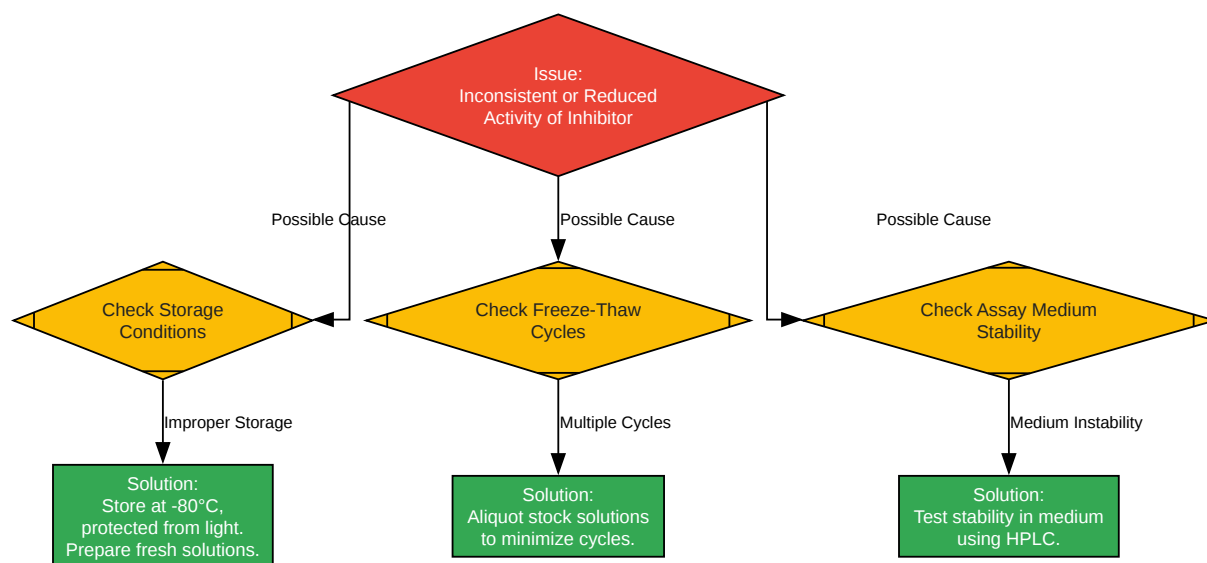 Issue:
Inconsistent or Reduced
Activity of Inhibitor
Possible Cause
Possible Cause
Possible Cause
Check Storage
Conditions
Check Freeze-Thaw
Cycles
Check Assay Medium
Stability
Improper Storage
Multiple Cycles
Medium Instability
Solution:
Store at -80°C,
protected from light.
Prepare fresh solutions.
Solution:
Aliquot stock solutions
to minimize cycles.
Solution:
Test stability in medium
using HPLC.